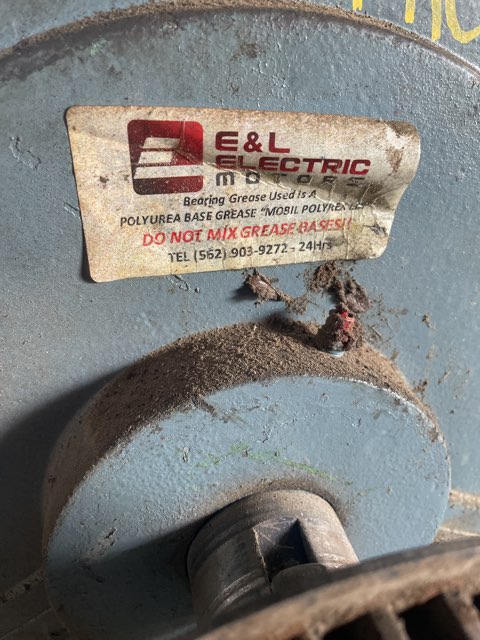 E&L
ELECTRIC
MOTORS
Bearing Grease Used is A
POLYUREA BASE GREASE "MOBIL POLYREX
DO NOT MIX GREASE BASES!!
TEL (562) 903-9272 - 24Hrs